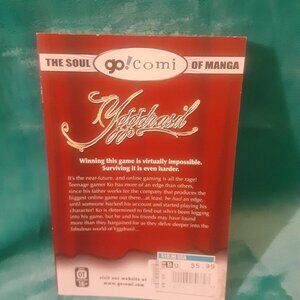 THE SOUL go!comi OF MANGA
Yggdrasil
Winning this game is virtually impossible.
Surviving it is even harder.
It's the near-future, and online gaming is all the rage!
Teenage gamer Ko has more of an edge than others,
since his father works for the company that produces the
biggest online game out there...at least, he had an edge,
until someone hacked his account and started playing his
character! Ko is determined to find out who's been logging
into his game, but he and his friends may have found
more than they bargained for as they delve deeper into the
fabulous world of Yggdrasil...
OT
visit our website at
www.gocomi.com
$5.99